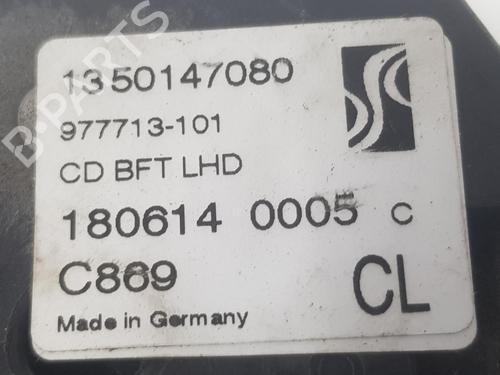 1350147080
977713-101
CD BFT LHD
180614 0005 C
C869
CL
Made in Germany
B-PARTS